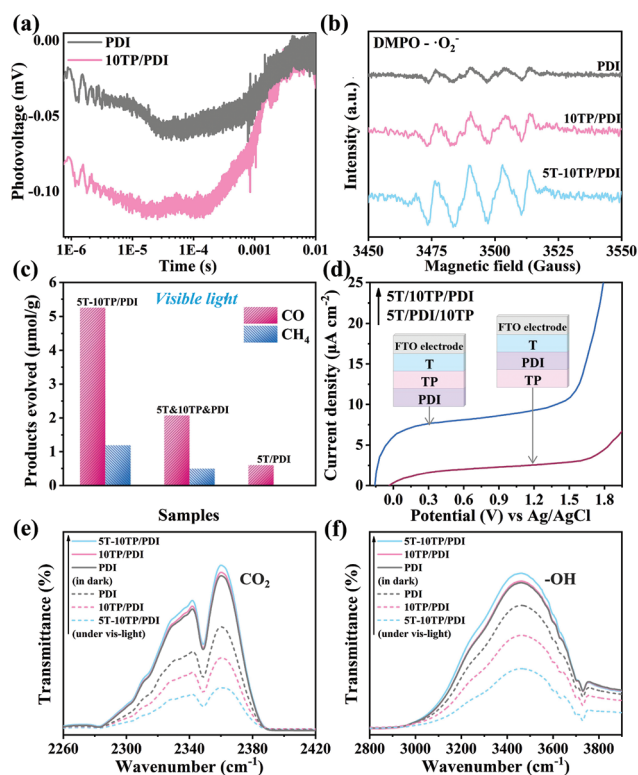 (a)
PDI
10TP/PDI
0.00
-0.05
-0.10
Photovoltage (mV)
1E-6 1E-5 1E-4 0.001 0.01
Time (s)
(b)
DMPO - ·O₂⁻
PDI
10TP/PDI
5T-10TP/PDI
Intensity (a.u.)
3450 3475 3500 3525 3550
Magnetic field (Gauss)
(c)
Visible light
5T-10TP/PDI
CO
CH₄
5T&10TP&PDI
5T/PDI
6
5
4
3
2
1
0
Products evolved (μmol/g)
Samples
(d)
5T/10TP/PDI
5T/PDI/10TP
FTO electrode
T
TP
PDI
FTO electrode
T
PDI
TP
25
20
15
10
5
0
Current density (μA cm⁻²)
0.0 0.3 0.6 0.9 1.2 1.5 1.8
Potential (V) vs Ag/AgCl
(e)
5T-10TP/PDI
10TP/PDI
PDI
(in dark)
PDI
10TP/PDI
5T-10TP/PDI
(under vis-light)
CO₂
Transmittance (%)
2260 2300 2340 2380 2420
Wavenumber (cm⁻¹)
(f)
5T-10TP/PDI
10TP/PDI
PDI
(in dark)
PDI
10TP/PDI
5T-10TP/PDI
(under vis-light)
-OH
Transmittance (%)
2800 3000 3200 3400 3600 3800
Wavenumber (cm⁻¹)